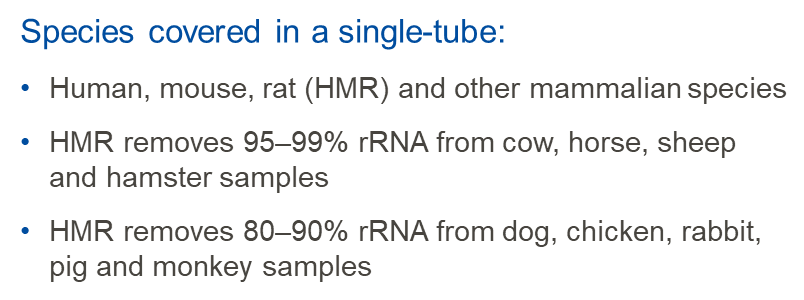 Species covered in a single-tube:
• Human, mouse, rat (HMR) and other mammalian species
• HMR removes 95–99% rRNA from cow, horse, sheep
and hamster samples
• HMR removes 80–90% rRNA from dog, chicken, rabbit,
pig and monkey samples